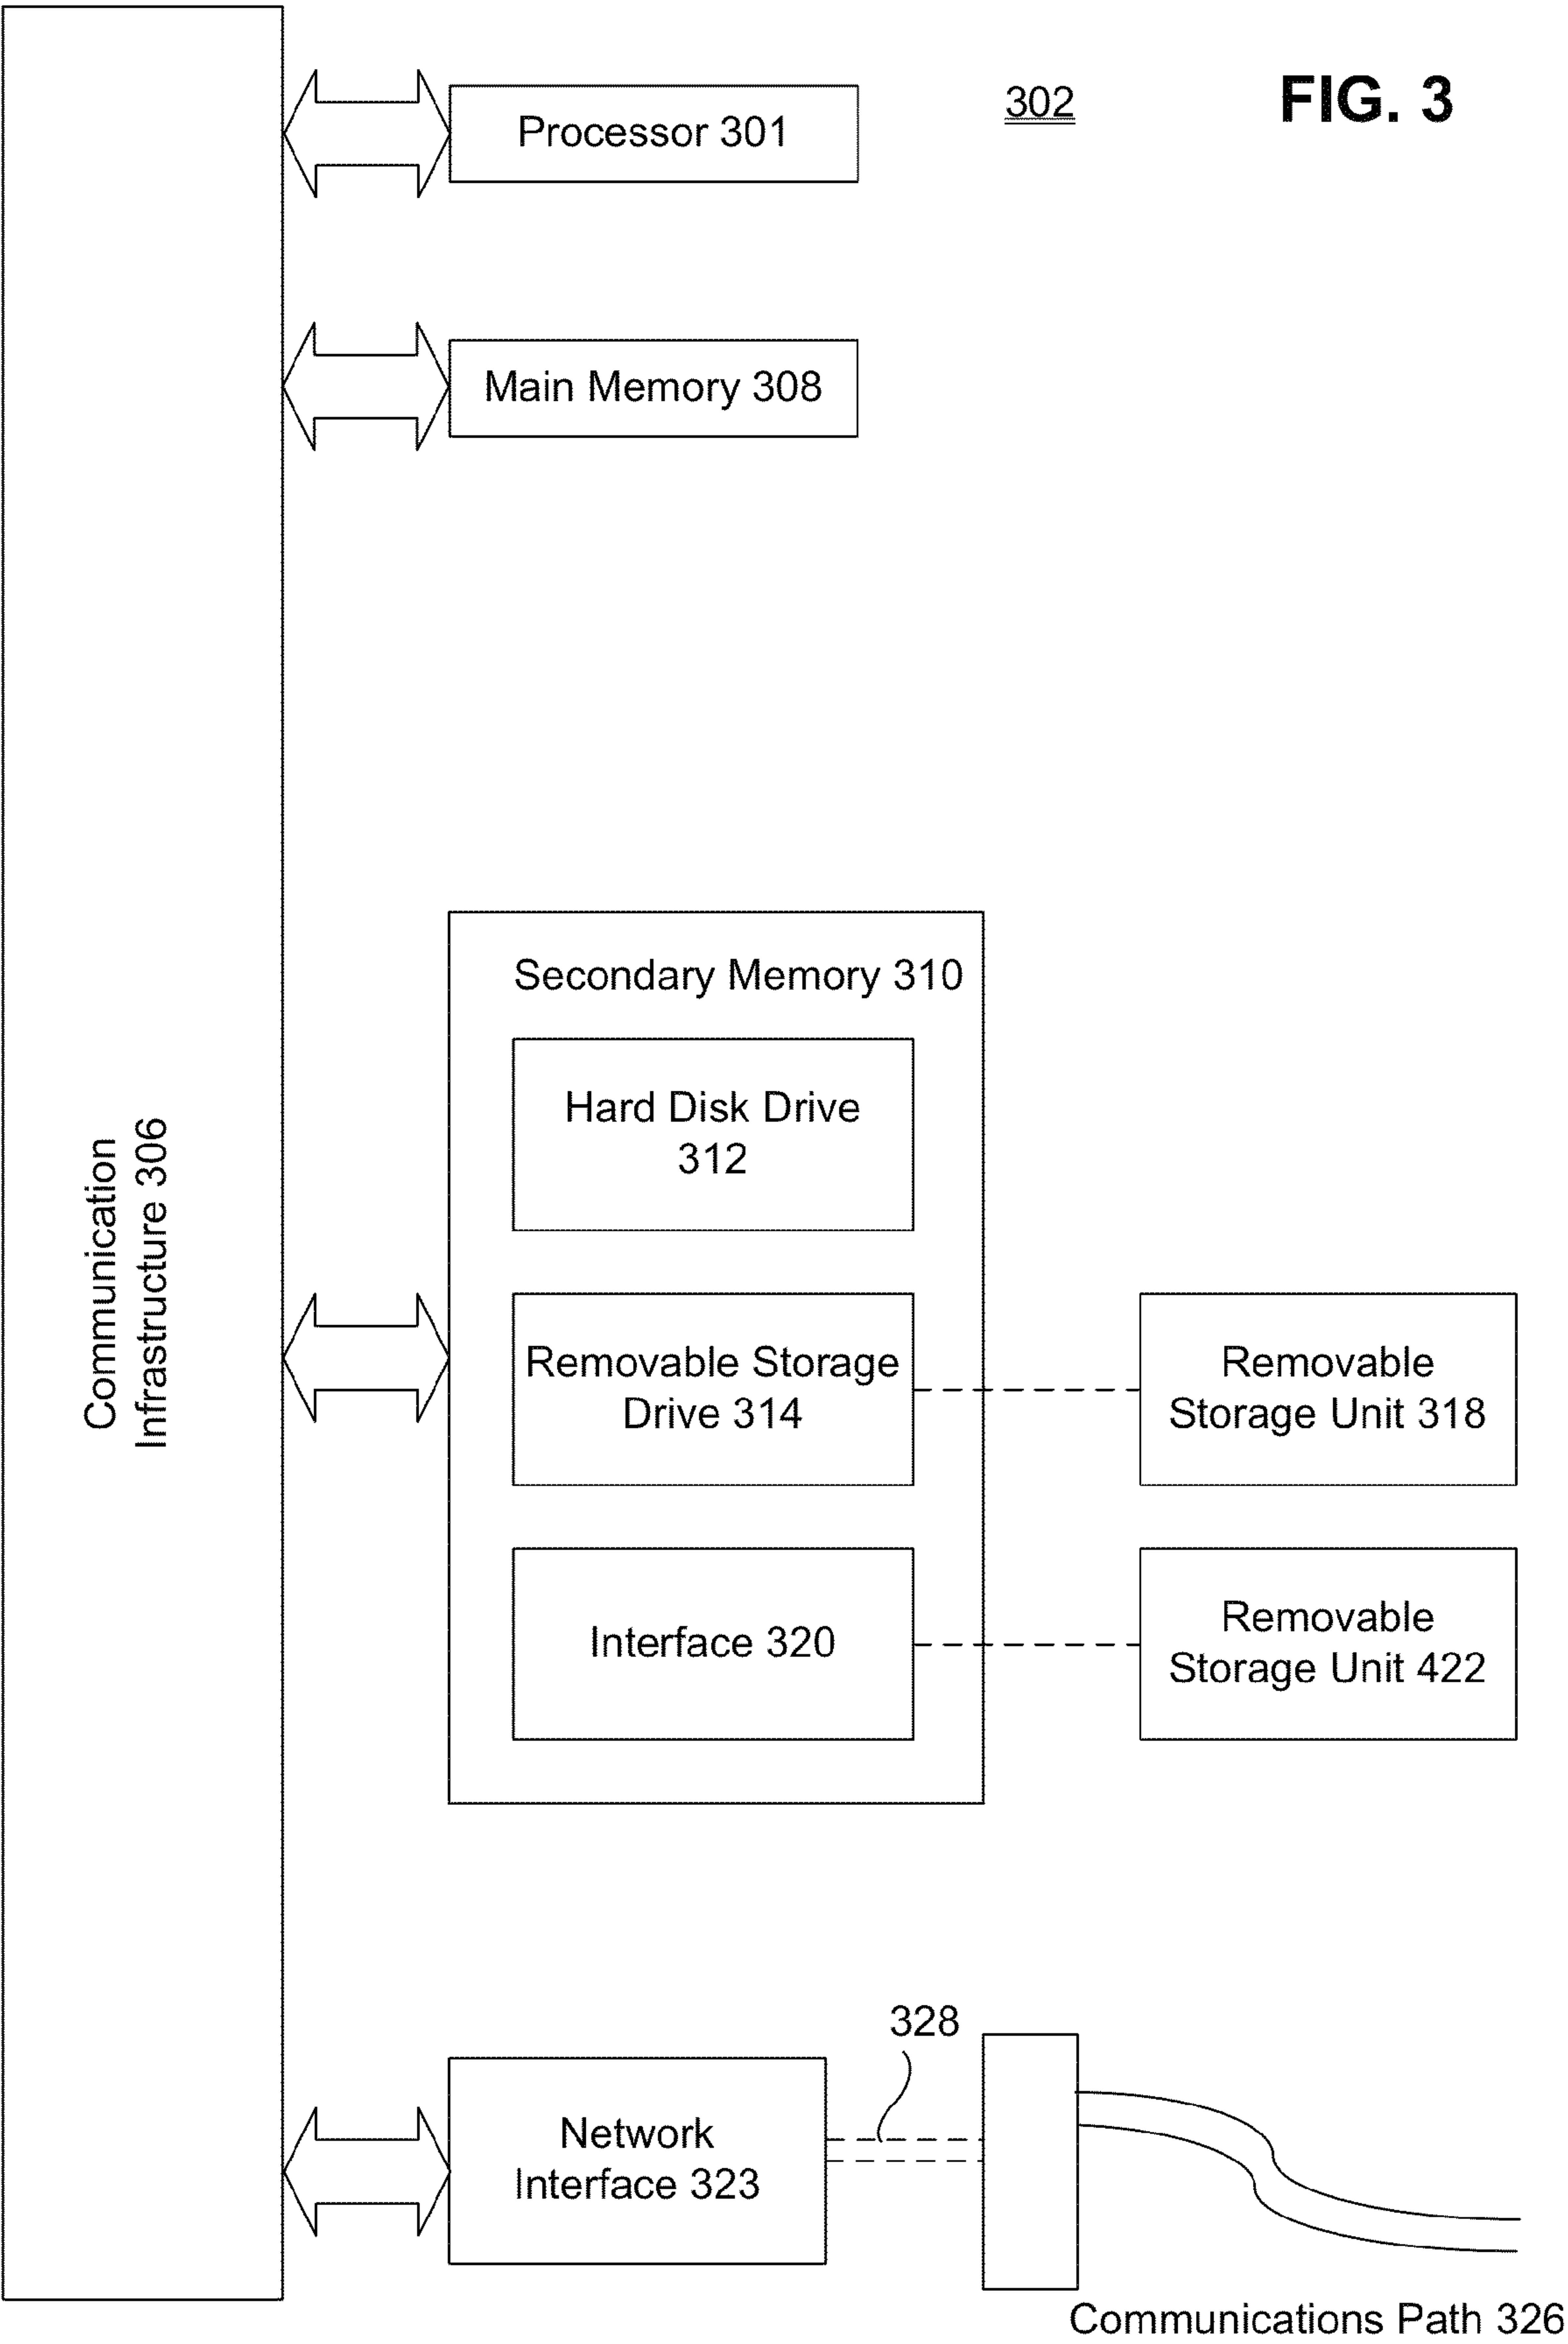 302
FIG. 3
Processor 301
Main Memory 308
Communication
Infrastructure 306
Secondary Memory 310
Hard Disk Drive
312
Removable Storage
Drive 314
Removable
Storage Unit 318
Interface 320
Removable
Storage Unit 422
328
Network
Interface 323
Communications Path 326